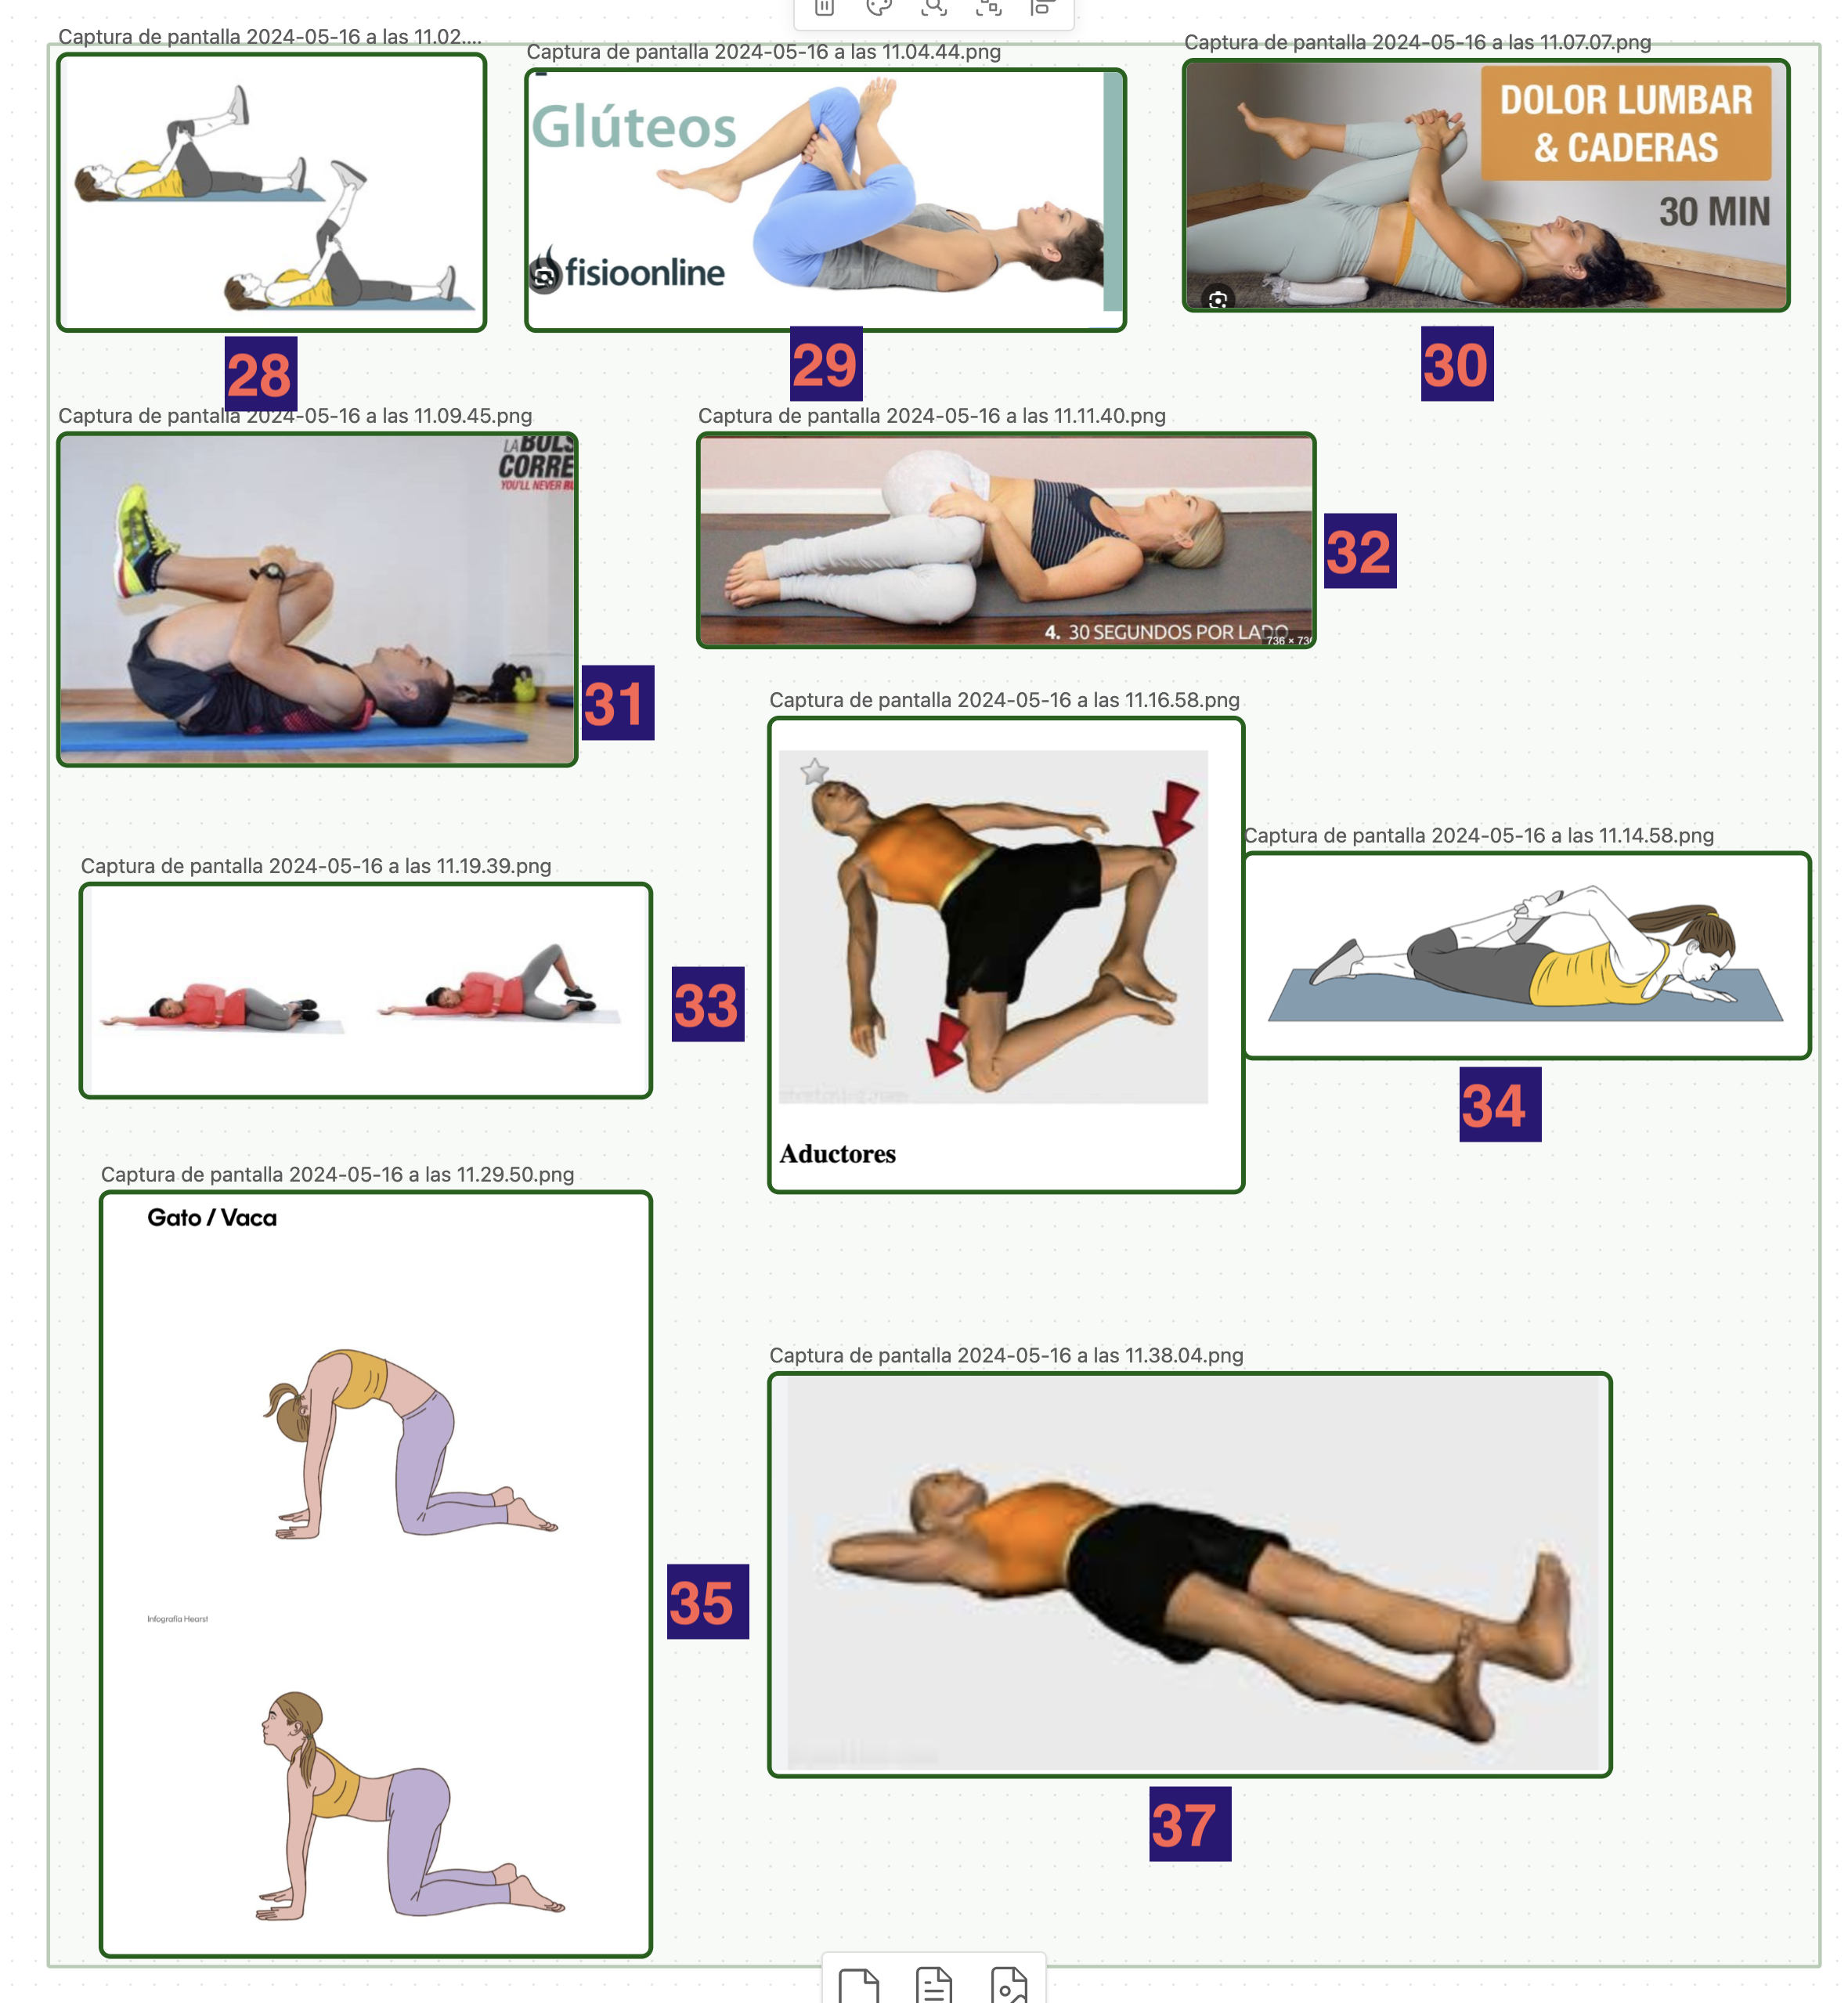 Captura de pantalla 2024-05-16 a las 11.02....
Captura de pantalla 2024-05-16 a las 11.04.44.png
Captura de pantalla 2024-05-16 a las 11.07.07.png
Glúteos
fisioonline
DOLOR LUMBAR
& CADERAS
30 MIN
28
29
30
Captura de pantalla 2024-05-16 a las 11.09.45.png
Captura de pantalla 2024-05-16 a las 11.11.40.png
LA BOLS
CORRE
YOU'LL NEVER RU
4. 30 SEGUNDOS POR LADO
31
32
Captura de pantalla 2024-05-16 a las 11.16.58.png
Captura de pantalla 2024-05-16 a las 11.14.58.png
Captura de pantalla 2024-05-16 a las 11.19.39.png
33
Aductores
34
Captura de pantalla 2024-05-16 a las 11.29.50.png
Gato / Vaca
Infografía Hearst
35
Captura de pantalla 2024-05-16 a las 11.38.04.png
37